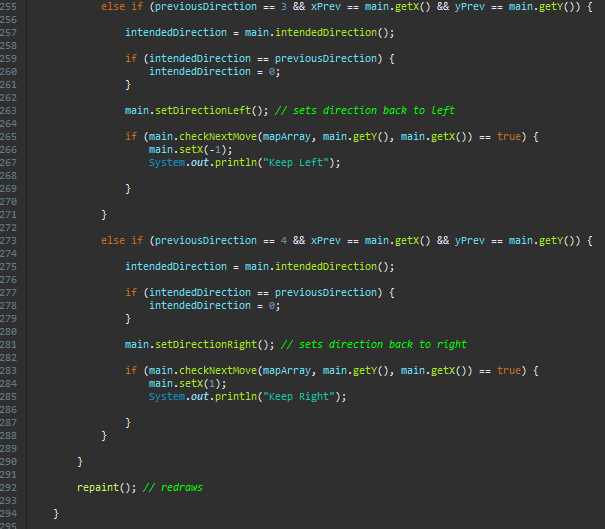 255 else if (previousDirection == 3 && xPrev == main.getX() && yPrev == main.getY()) {
256
257 intendedDirection = main.intendedDirection();
258
259 if (intendedDirection == previousDirection) {
260 intendedDirection = 0;
261 }
262
263 main.setDirectionLeft(); // sets direction back to left
264
265 if (main.checkNextMove(mapArray, main.getY(), main.getX()) == true) {
266 main.setX(-1);
267 System.out.println("Keep Left");
268
269 }
270
271 }
272
273 else if (previousDirection == 4 && xPrev == main.getX() && yPrev == main.getY()) {
274
275 intendedDirection = main.intendedDirection();
276
277 if (intendedDirection == previousDirection) {
278 intendedDirection = 0;
279 }
280
281 main.setDirectionRight(); // sets direction back to right
282
283 if (main.checkNextMove(mapArray, main.getY(), main.getX()) == true) {
284 main.setX(1);
285 System.out.println("Keep Right");
286
287 }
288 }
289
290 }
291
292 repaint(); // redraws
293
294 }
295